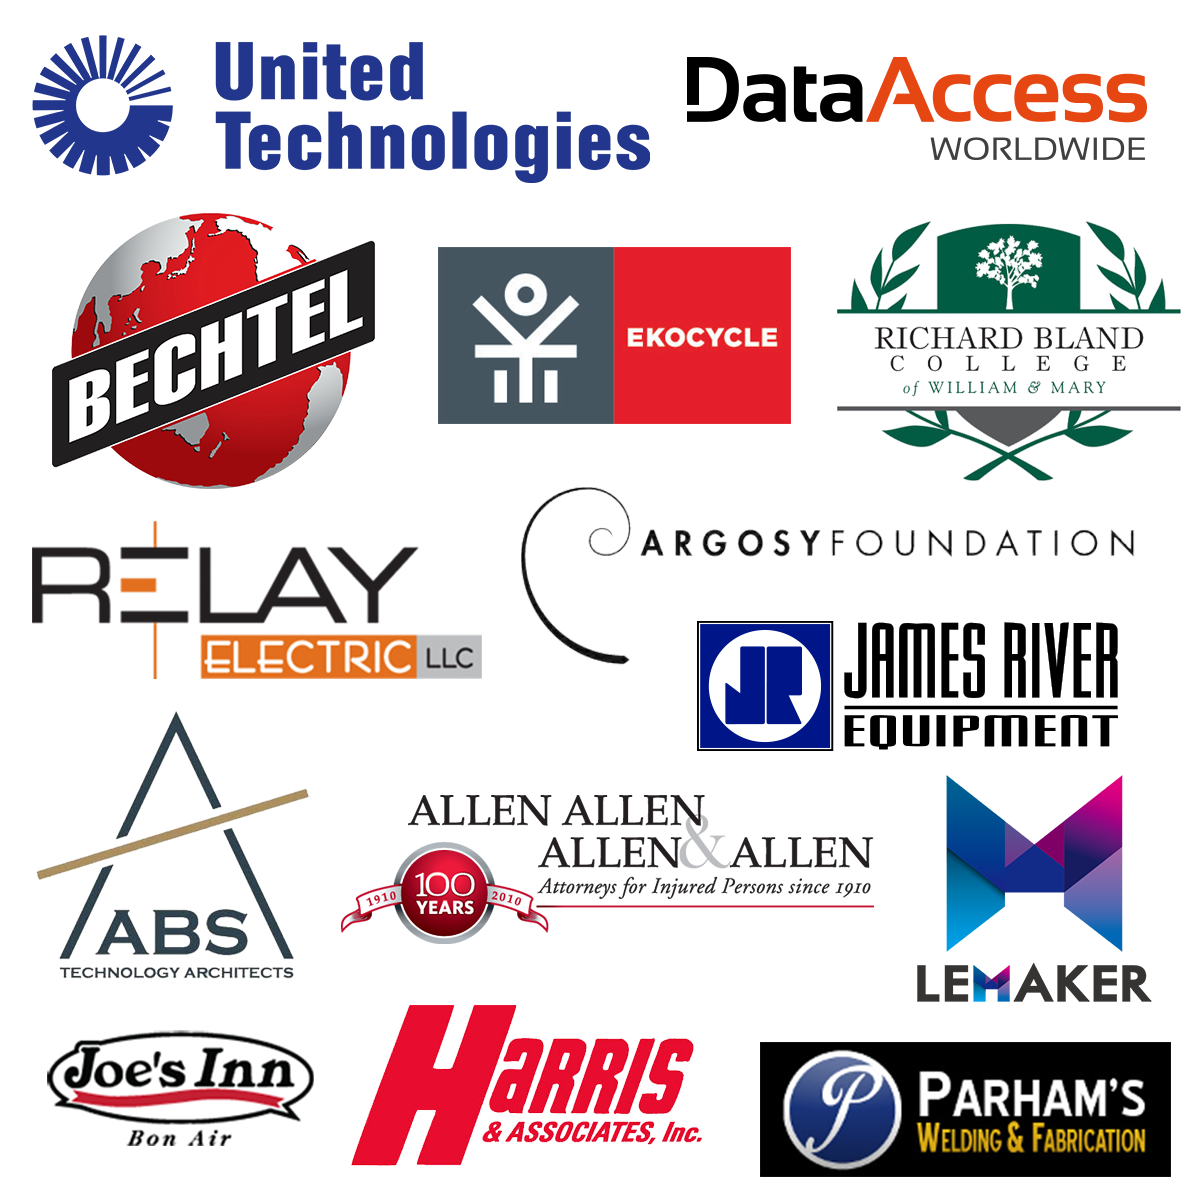 United
Technologies
DataAccess
WORLDWIDE
BECHTEL
EKOCYCLE
RICHARD BLAND
COLLEGE
of WILLIAM & MARY
RELAY
ELECTRIC LLC
ARGOSYFOUNDATION
JR
JAMES RIVER
EQUIPMENT
ABS
TECHNOLOGY ARCHITECTS
ALLEN ALLEN
ALLEN & ALLEN
Attorneys for Injured Persons since 1910
1910 100 YEARS 2010
LEMAKER
Joe's Inn
Bon Air
HARRIS
& ASSOCIATES, Inc.
P
PARHAM'S
WELDING & FABRICATION